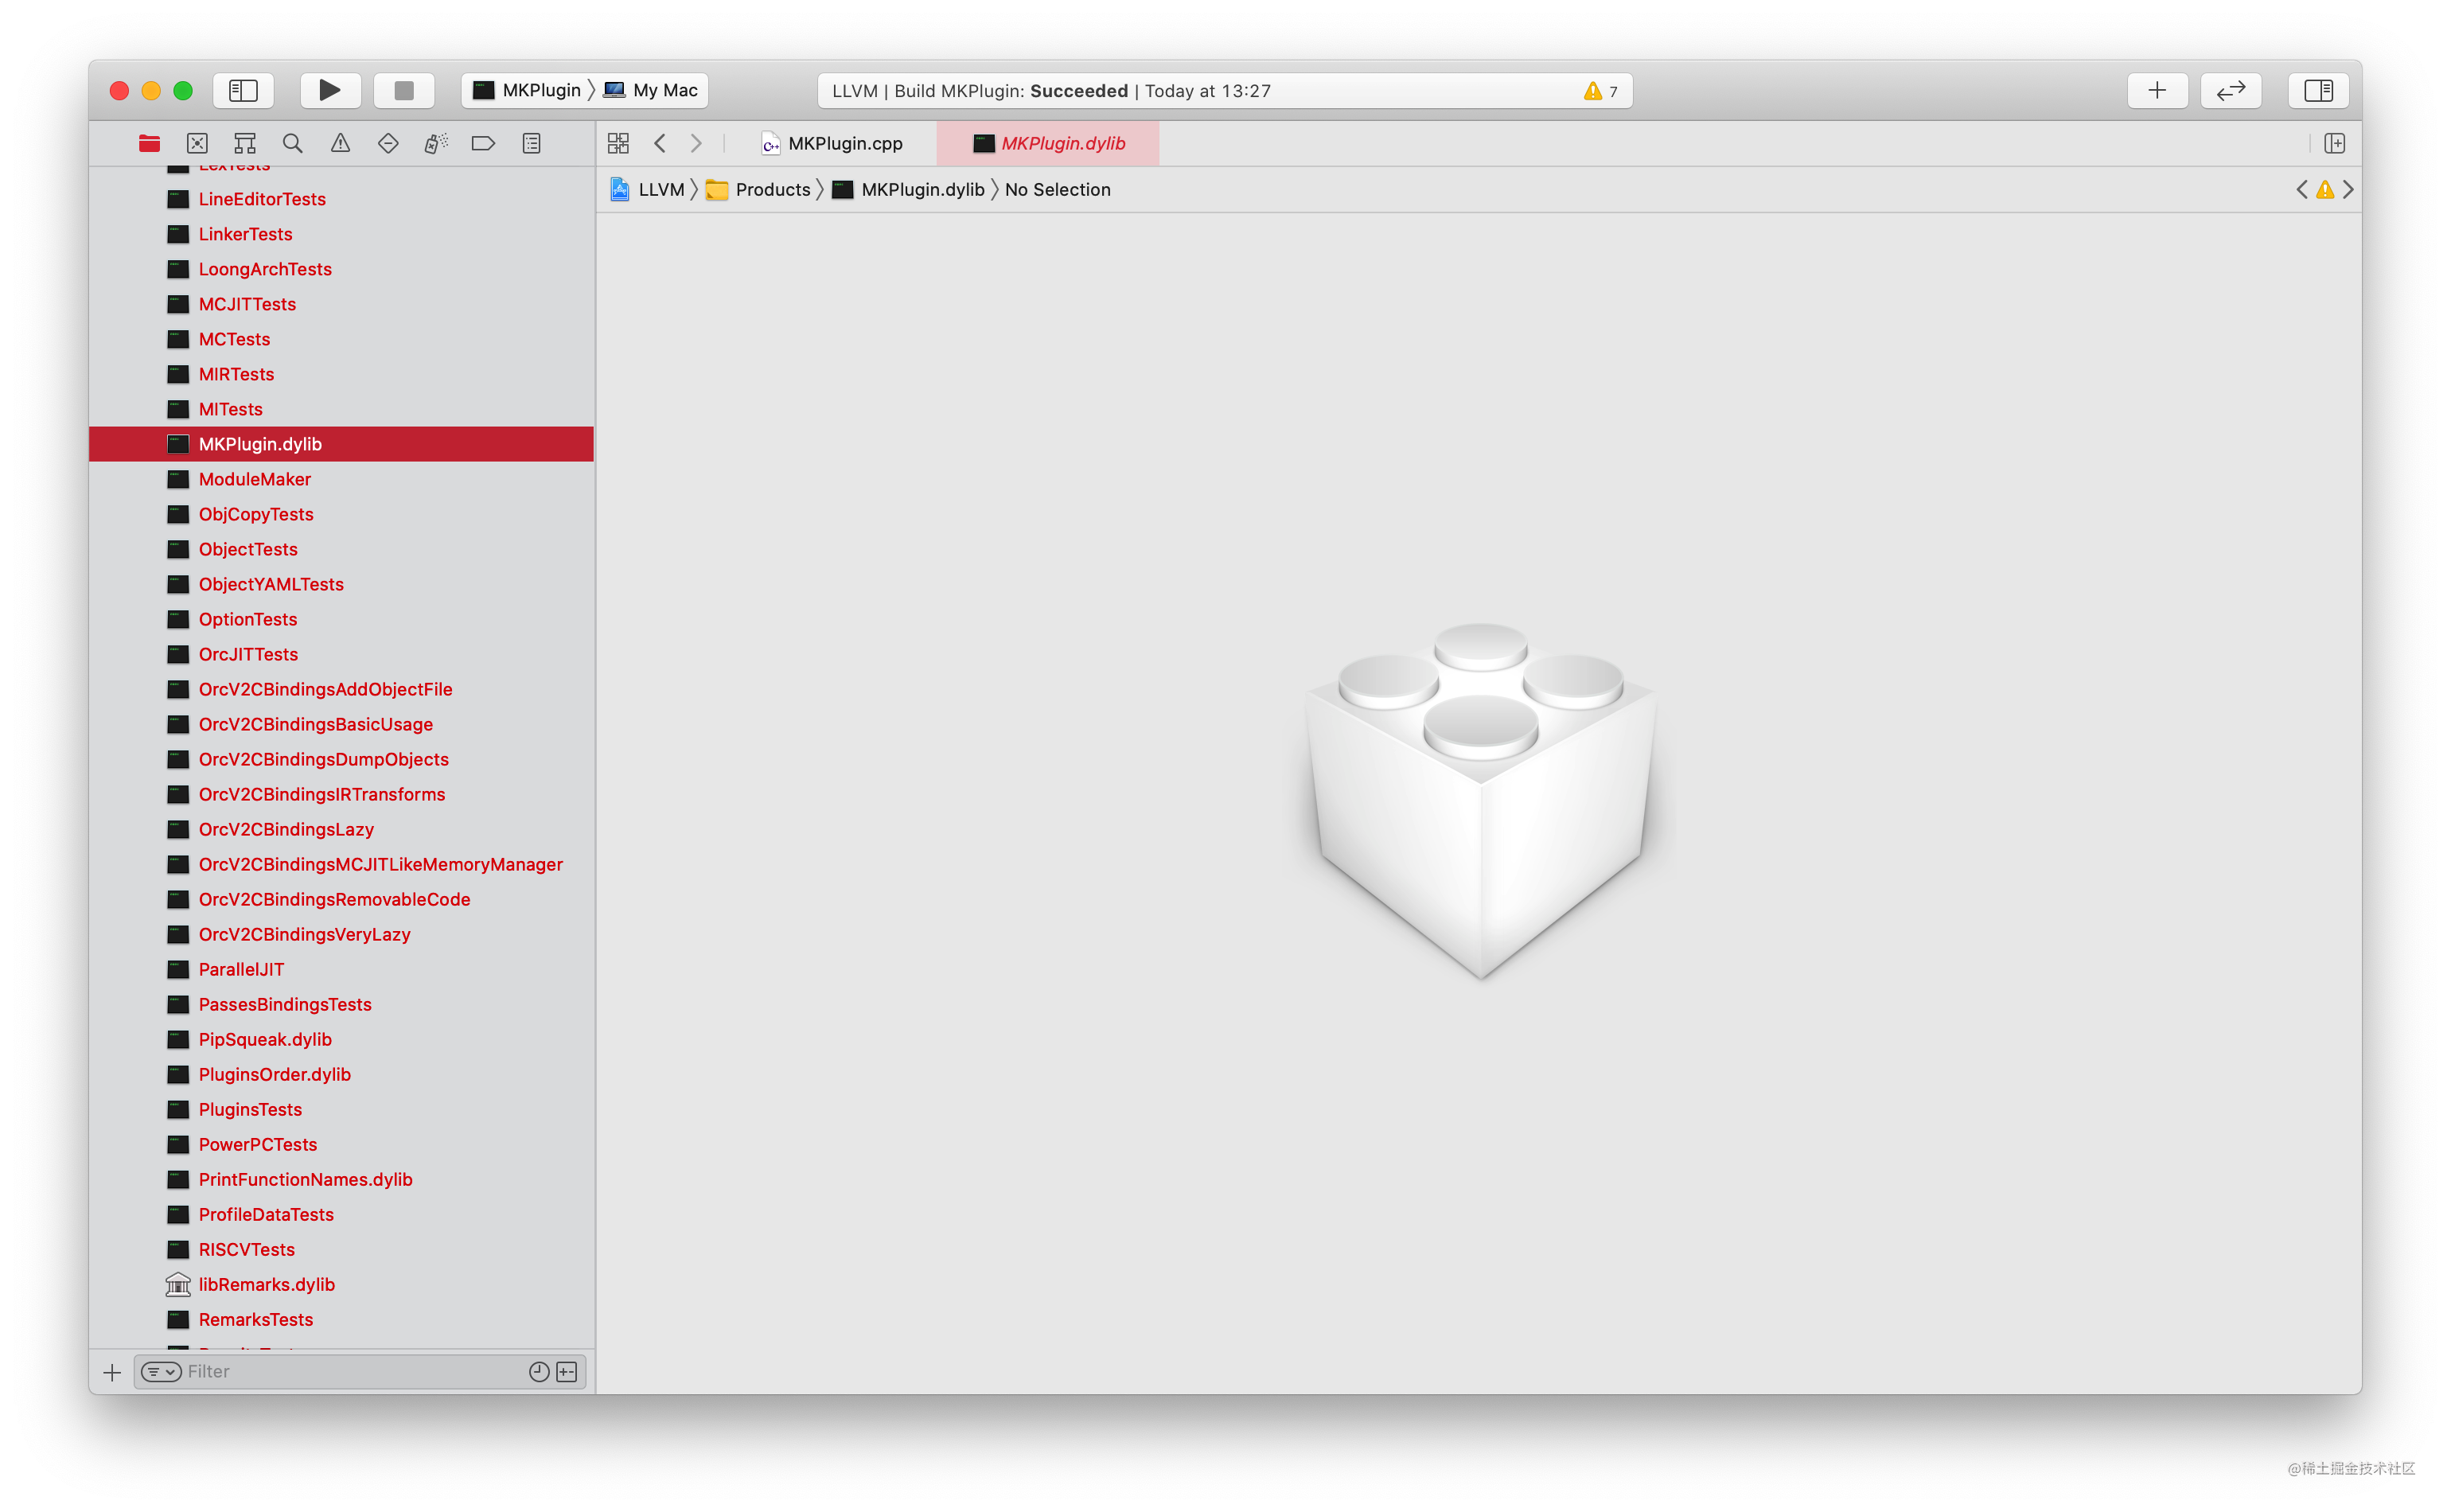 MKPlugin 〉 My Mac
LLVM | Build MKPlugin: Succeeded | Today at 13:27
7
MKPlugin.cpp
MKPlugin.dylib
LLVM 〉 Products 〉 MKPlugin.dylib 〉 No Selection
LexTests
LineEditorTests
LinkerTests
LoongArchTests
MCJITTests
MCTests
MIRTests
MITests
MKPlugin.dylib
ModuleMaker
ObjCopyTests
ObjectTests
ObjectYAMLTests
OptionTests
OrcJITTests
OrcV2CBindingsAddObjectFile
OrcV2CBindingsBasicUsage
OrcV2CBindingsDumpObjects
OrcV2CBindingsIRTransforms
OrcV2CBindingsLazy
OrcV2CBindingsMCJITLikeMemoryManager
OrcV2CBindingsRemovableCode
OrcV2CBindingsVeryLazy
ParallelJIT
PassesBindingsTests
PipSqueak.dylib
PluginsOrder.dylib
PluginsTests
PowerPCTests
PrintFunctionNames.dylib
ProfileDataTests
RISCVTests
libRemarks.dylib
RemarksTests
Filter
@稀土掘金技术社区